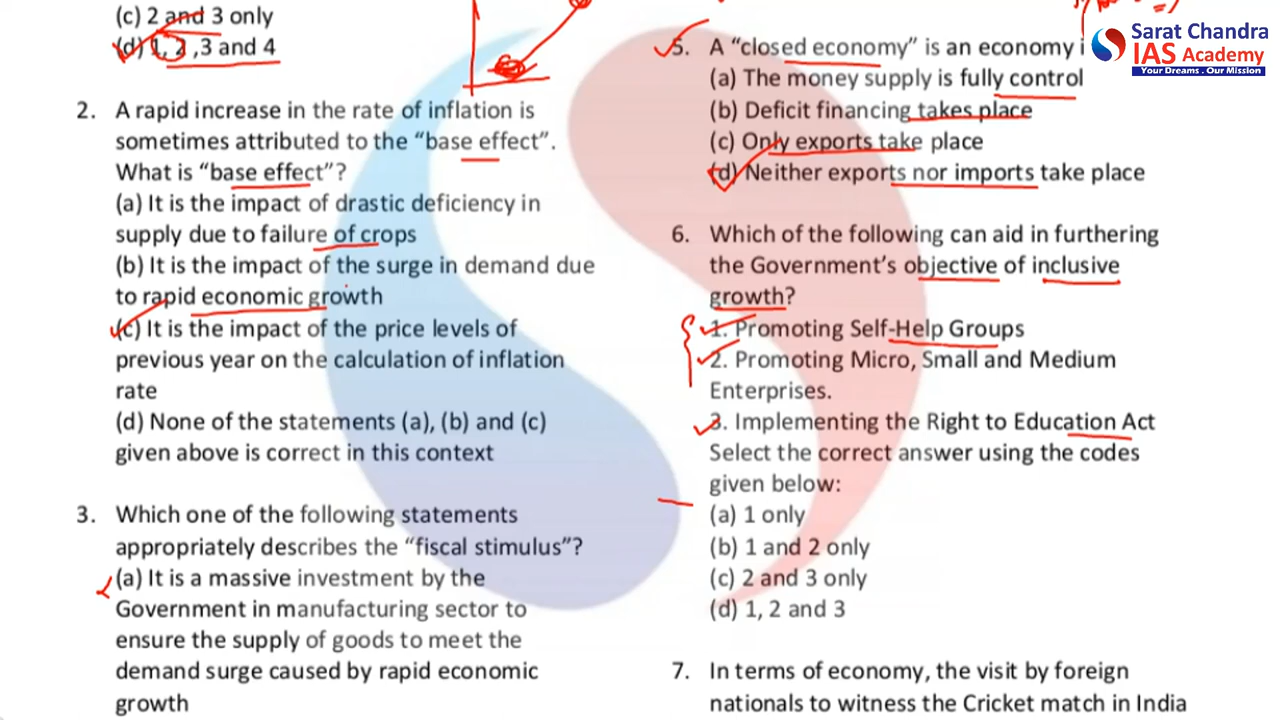 (c) 2 and 3 only
(d) 1, 2 ,3 and 4
2. A rapid increase in the rate of inflation is
sometimes attributed to the “base effect”.
What is “base effect”?
(a) It is the impact of drastic deficiency in
supply due to failure of crops
(b) It is the impact of the surge in demand due
to rapid economic growth
(c) It is the impact of the price levels of
previous year on the calculation of inflation
rate
(d) None of the statements (a), (b) and (c)
given above is correct in this context
3. Which one of the following statements
appropriately describes the “fiscal stimulus”?
(a) It is a massive investment by the
Government in manufacturing sector to
ensure the supply of goods to meet the
demand surge caused by rapid economic
growth
5. A “closed economy” is an economy
(a) The money supply is fully control
(b) Deficit financing takes place
(c) Only exports take place
(d) Neither exports nor imports take place
6. Which of the following can aid in furthering
the Government’s objective of inclusive
growth?
1. Promoting Self-Help Groups
2. Promoting Micro, Small and Medium
Enterprises.
3. Implementing the Right to Education Act
Select the correct answer using the codes
given below:
(a) 1 only
(b) 1 and 2 only
(c) 2 and 3 only
(d) 1, 2 and 3
7. In terms of economy, the visit by foreign
nationals to witness the Cricket match in India
Sarat Chandra
IAS Academy
Your Dreams . Our Mission